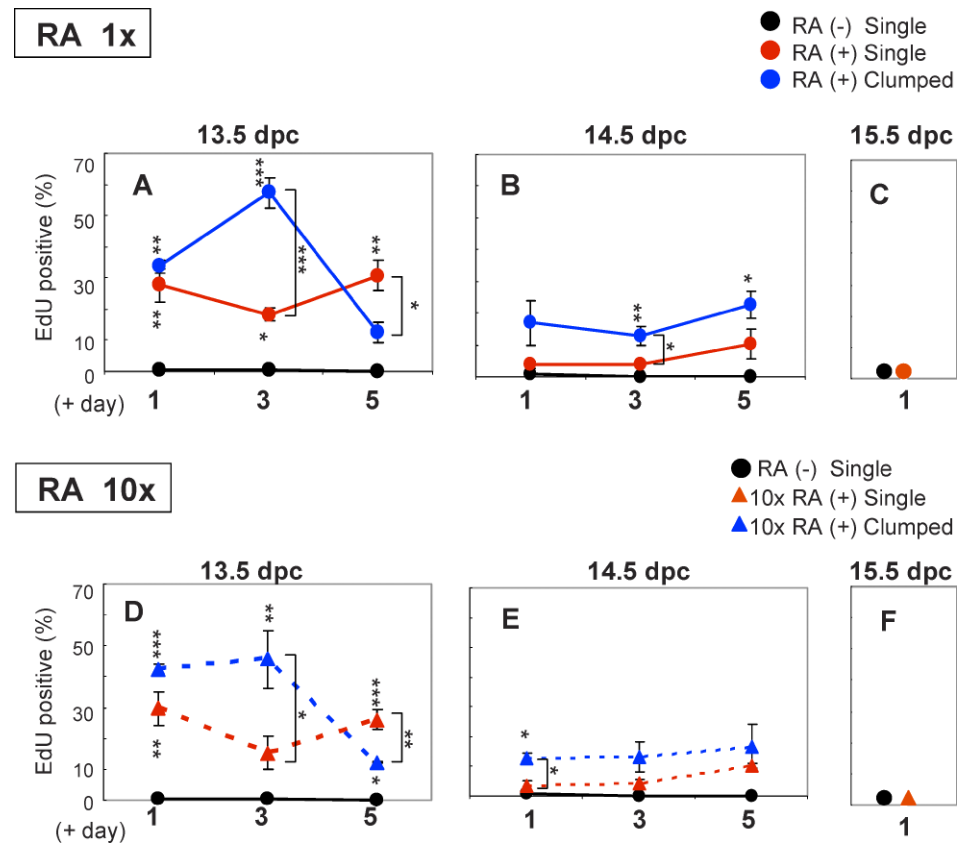 RA 1x
RA (-) Single
RA (+) Single
RA (+) Clumped
13.5 dpc
14.5 dpc
15.5 dpc
EdU positive (%)
70
50
30
10
0
A
B
C
***
**
**
***
*
**
*
**
*
*
(+ day)
1
3
5
1
3
5
1
RA 10x
RA (-) Single
10x RA (+) Single
10x RA (+) Clumped
13.5 dpc
14.5 dpc
15.5 dpc
EdU positive (%)
70
50
30
10
0
D
E
F
***
**
**
*
***
**
*
*
*
(+ day)
1
3
5
1
3
5
1